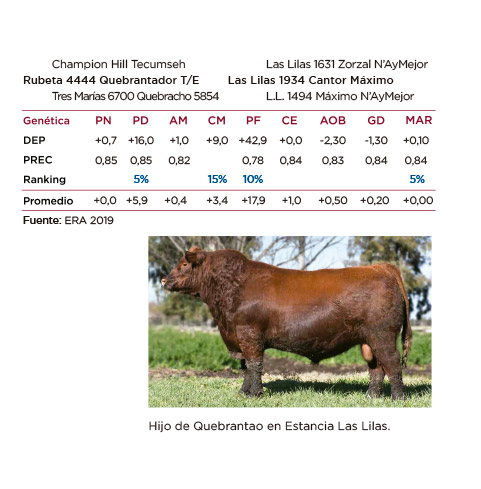 Champion Hill Tecumseh Las Lilas 1631 Zorzal N'AyMejor
Rubeta 4444 Quebrantador T/E Las Lilas 1934 Cantor Máximo
Tres Marías 6700 Quebracho 5854 L.L. 1494 Máximo N'AyMejor
Genética PN PD AM CM PF CE AOB GD MAR
DEP +0,7 +16,0 +1,0 +9,0 +42,9 +0,0 -2,30 -1,30 +0,10
PREC 0,85 0,85 0,82 0,78 0,84 0,83 0,84 0,84
Ranking 5% 15% 10% 5%
Promedio +0,0 +5,9 +0,4 +3,4 +17,9 +1,0 +0,50 +0,20 +0,00
Fuente: ERA 2019
Hijo de Quebrantao en Estancia Las Lilas.